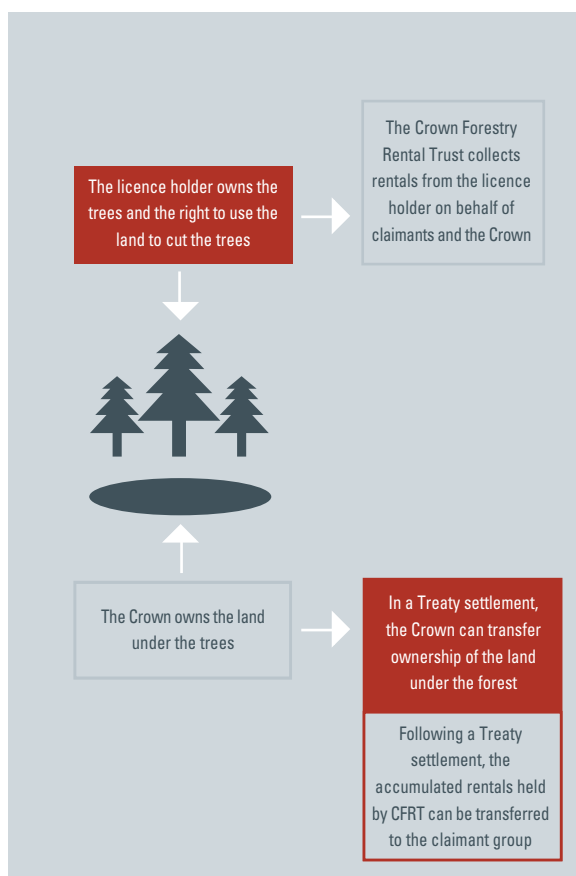 The Crown Forestry
Rental Trust collects
rentals from the licence
holder on behalf of
claimants and the Crown
The licence holder owns the
trees and the right to use the
land to cut the trees
The Crown owns the land
under the trees
In a Treaty settlement,
the Crown can transfer
ownership of the land
under the forest
Following a Treaty
settlement, the
accumulated rentals held
by CFRT can be transferred
to the claimant group